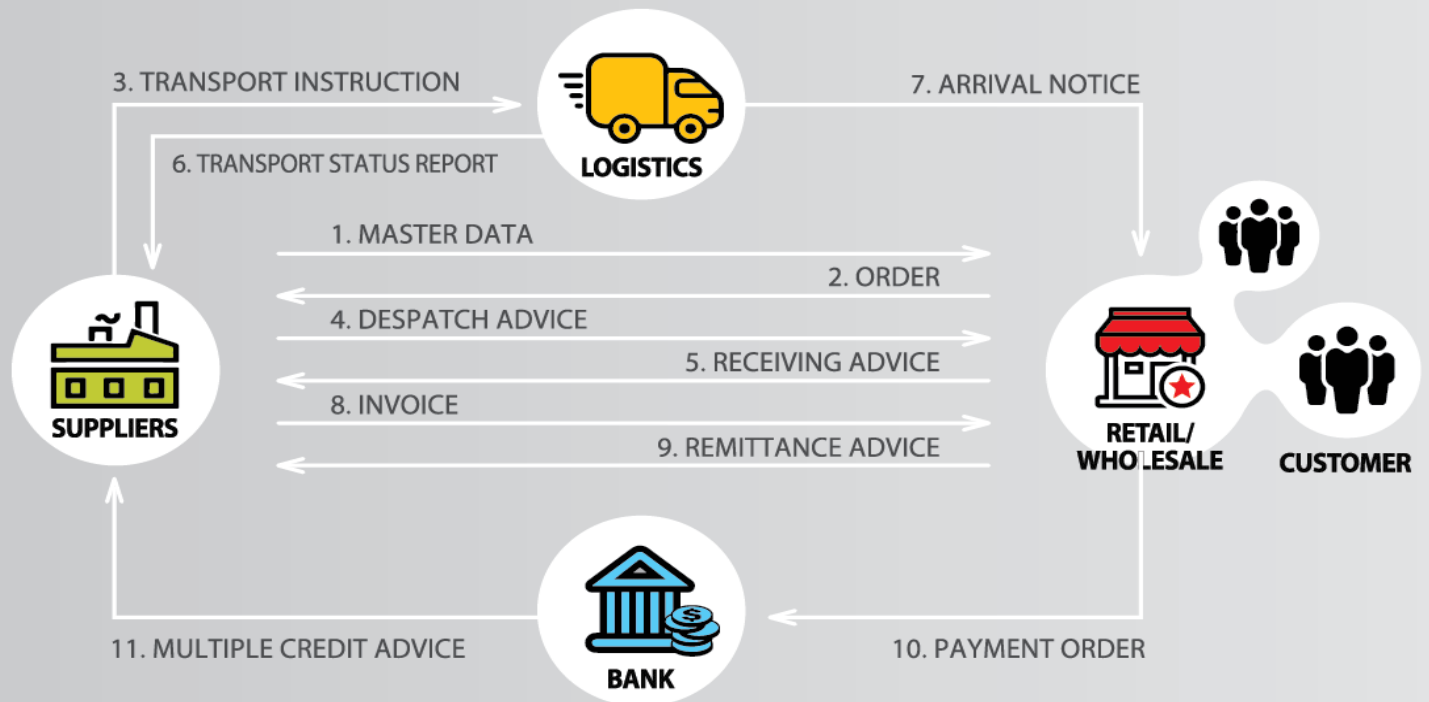 3. TRANSPORT INSTRUCTION
7. ARRIVAL NOTICE
6. TRANSPORT STATUS REPORT
LOGISTICS
1. MASTER DATA
2. ORDER
4. DESPATCH ADVICE
5. RECEIVING ADVICE
8. INVOICE
9. REMITTANCE ADVICE
SUPPLIERS
RETAIL/
WHOLESALE
CUSTOMER
$
11. MULTIPLE CREDIT ADVICE
10. PAYMENT ORDER
BANK